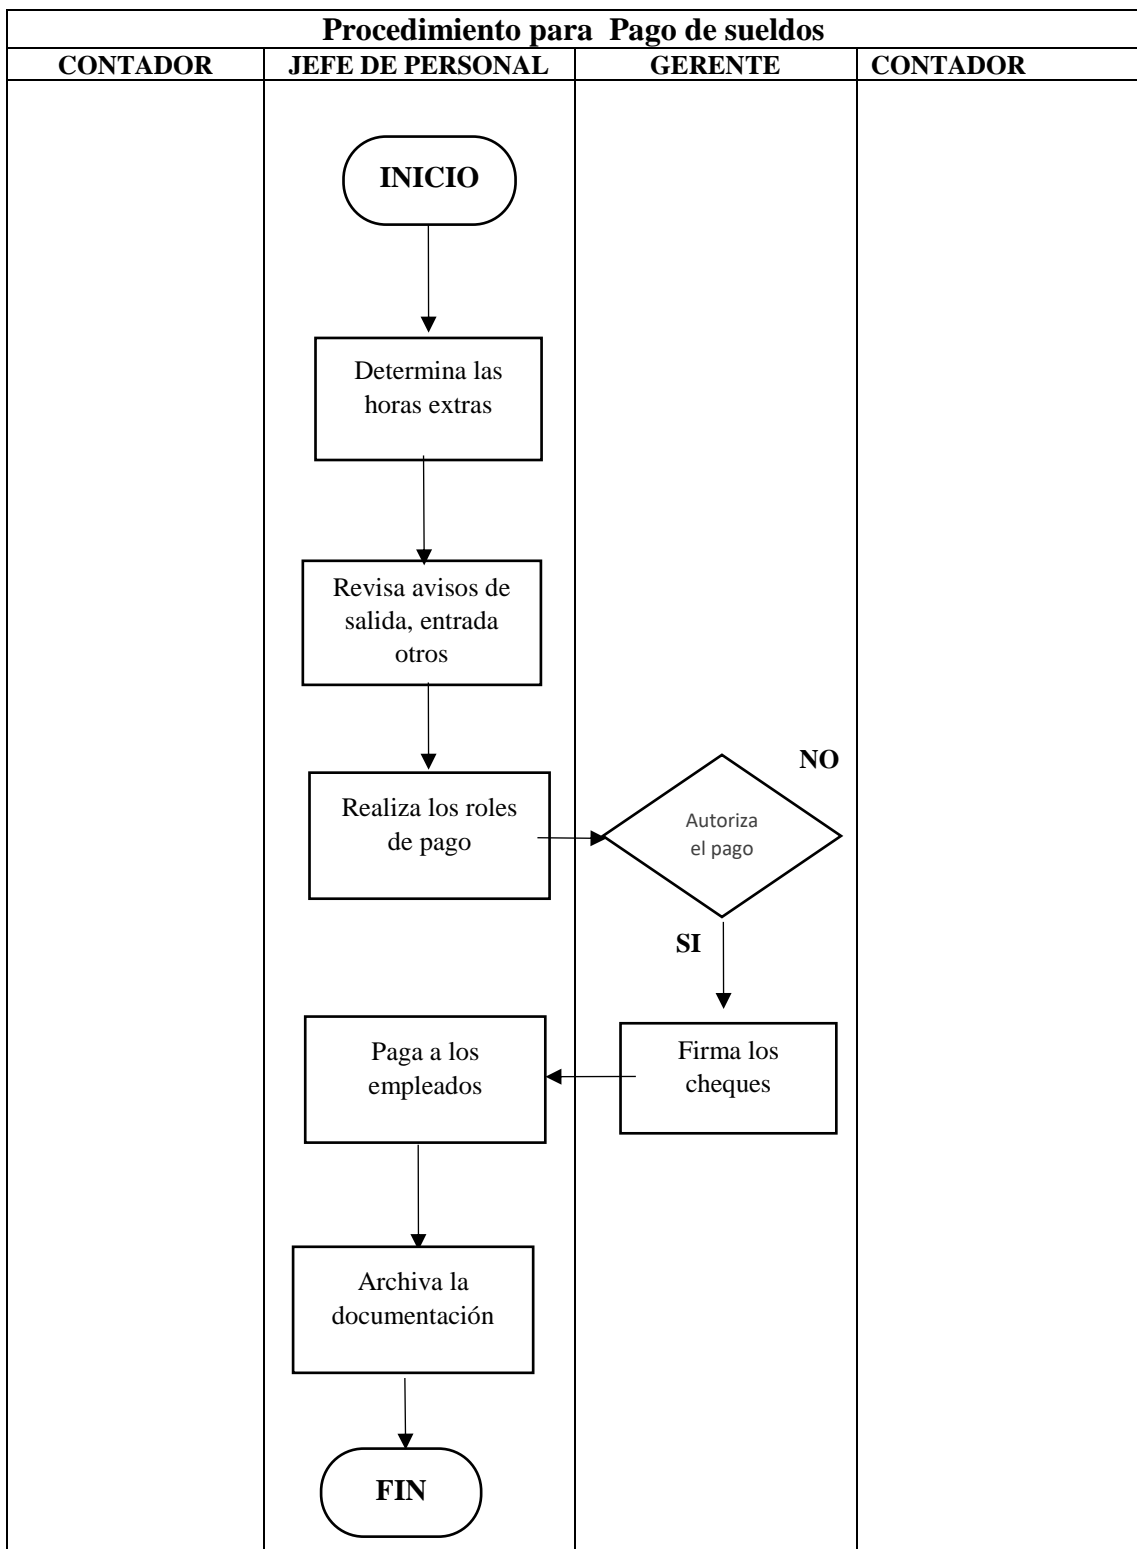 Procedimiento para  Pago de sueldos
CONTADOR
JEFE DE PERSONAL
GERENTE
CONTADOR
INICIO
Determina las
horas extras
Revisa avisos de
salida, entrada
otros
Realiza los roles
de pago
NO
Autoriza
el pago
SI
Firma los
cheques
Paga a los
empleados
Archiva la
documentación
FIN